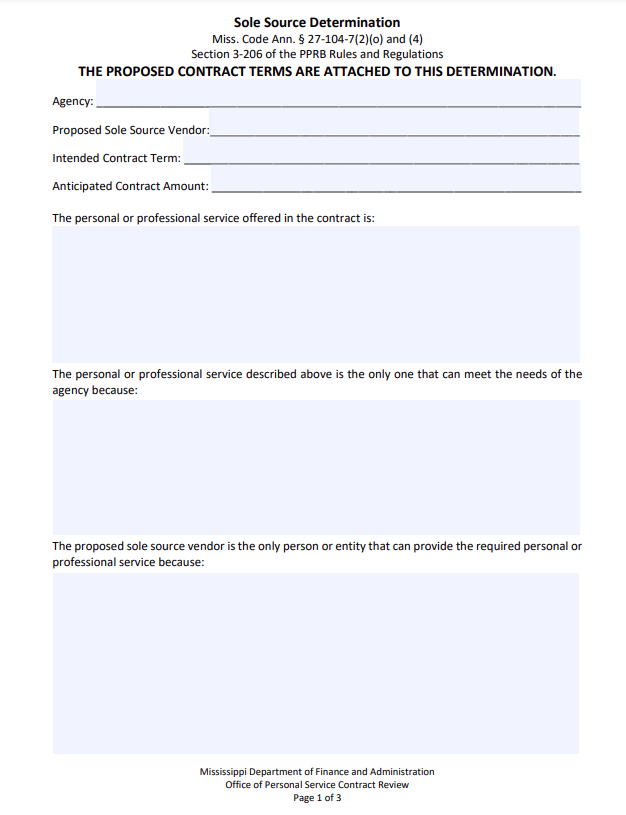 Sole Source Determination
Miss. Code Ann. § 27-104-7(2)(o) and (4)
Section 3-206 of the PPRB Rules and Regulations
THE PROPOSED CONTRACT TERMS ARE ATTACHED TO THIS DETERMINATION.
Agency:
Proposed Sole Source Vendor:
Intended Contract Term:
Anticipated Contract Amount:
The personal or professional service offered in the contract is:
The personal or professional service described above is the only one that can meet the needs of the
agency because:
The proposed sole source vendor is the only person or entity that can provide the required personal or
professional service because:
Mississippi Department of Finance and Administration
Office of Personal Service Contract Review
Page 1 of 3